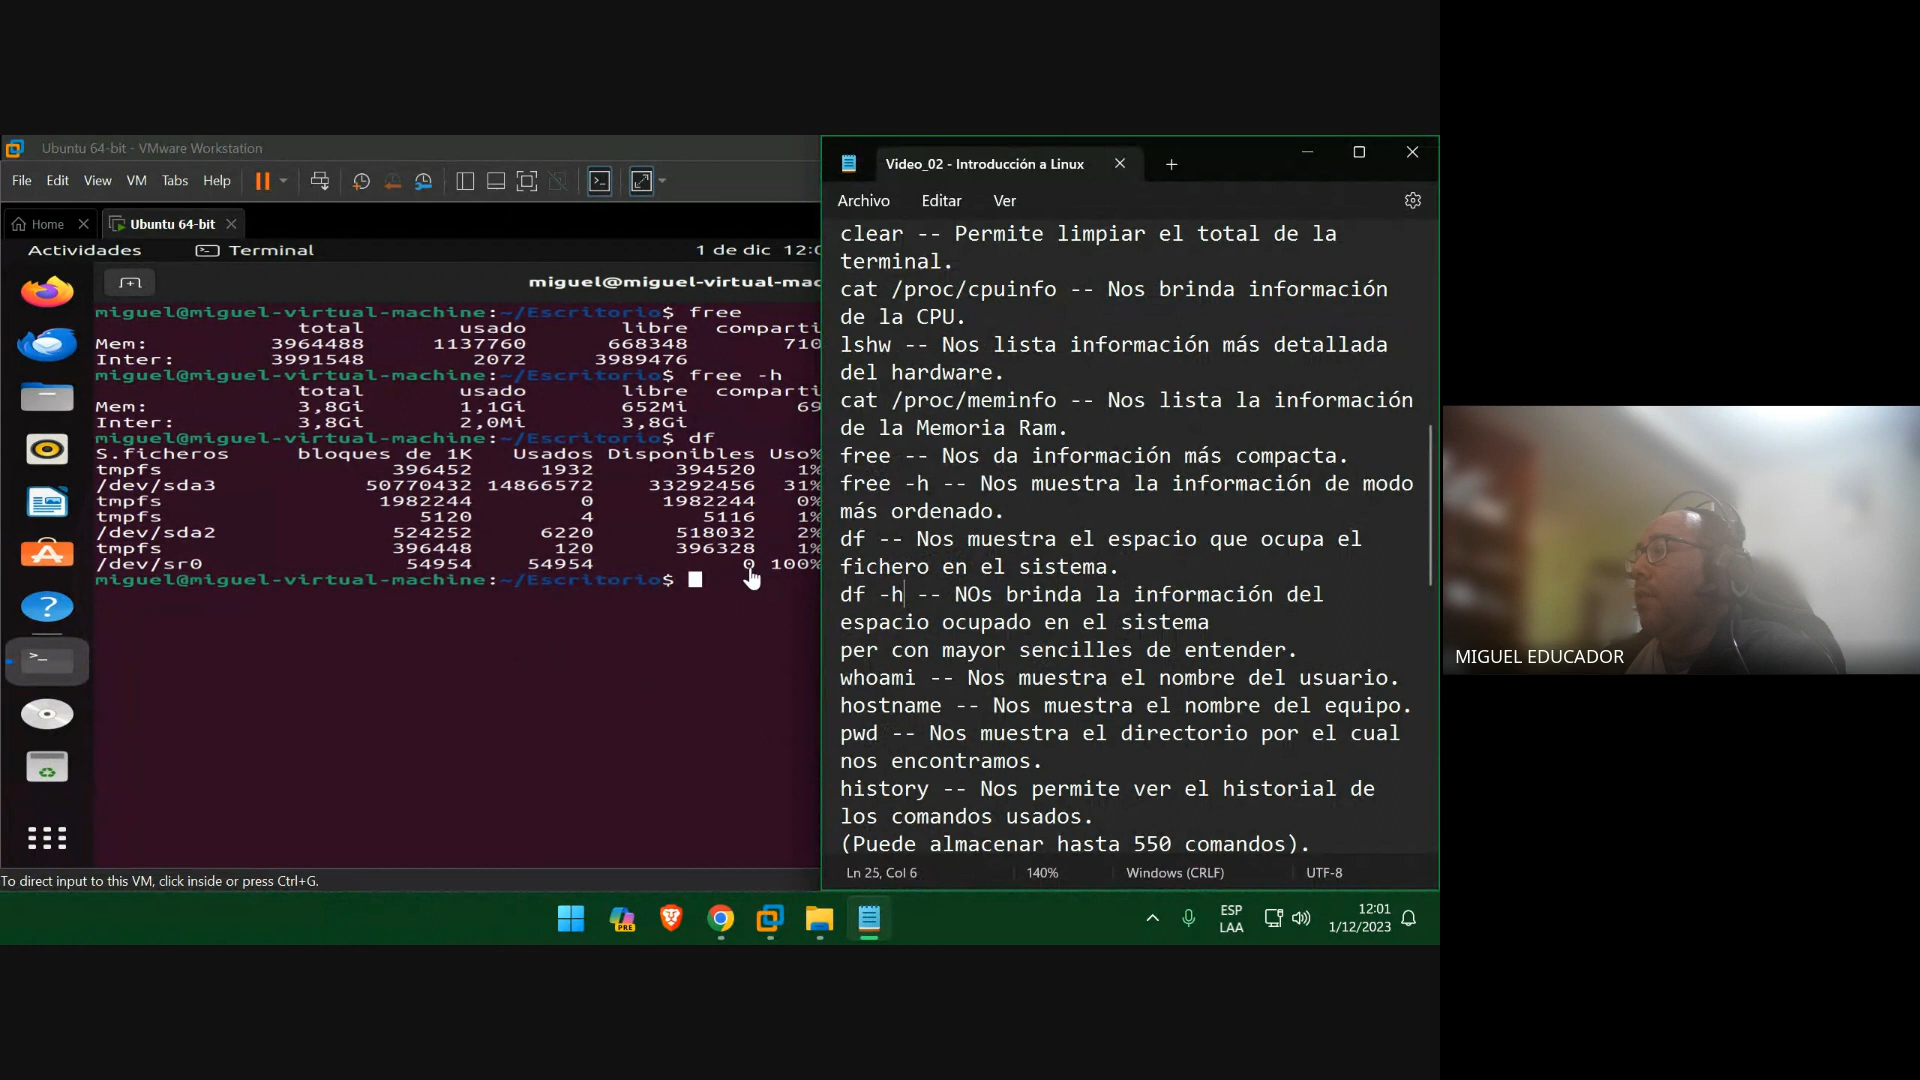 Ubuntu 64-bit - VMware Workstation
File Edit View VM Tabs Help
Home
Ubuntu 64-bit
Actividades
Terminal
1 de dic 12:0
miguel@miguel-virtual-mac
miguel@miguel-virtual-machine:~/Escritorio$ free
total usado libre comparti
Mem: 3964488 1137760 668348 710
Inter: 3991548 2072 3989476
miguel@miguel-virtual-machine:~/Escritorio$ free -h
total usado libre comparti
Mem: 3,8Gi 1,1Gi 652Mi 69
Inter: 3,8Gi 2,0Mi 3,8Gi
miguel@miguel-virtual-machine:~/Escritorio$ df
S.ficheros bloques de 1K Usados Disponibles Uso%
tmpfs 396452 1932 394520 1%
/dev/sda3 50770432 14866572 33292456 31%
tmpfs 1982244 0 1982244 0%
tmpfs 5120 4 5116 1%
/dev/sda2 524252 6220 518032 2%
tmpfs 396448 120 396328 1%
/dev/sr0 54954 54954 0 100%
miguel@miguel-virtual-machine:~/Escritorio$
To direct input to this VM, click inside or press Ctrl+G.
Video_02 - Introducción a Linux
Archivo Editar Ver
clear -- Permite limpiar el total de la
terminal.
cat /proc/cpuinfo -- Nos brinda información
de la CPU.
lshw -- Nos lista información más detallada
del hardware.
cat /proc/meminfo -- Nos lista la información
de la Memoria Ram.
free -- Nos da información más compacta.
free -h -- Nos muestra la información de modo
más ordenado.
df -- Nos muestra el espacio que ocupa el
fichero en el sistema.
df -h -- NOs brinda la información del
espacio ocupado en el sistema
per con mayor sencilles de entender.
whoami -- Nos muestra el nombre del usuario.
hostname -- Nos muestra el nombre del equipo.
pwd -- Nos muestra el directorio por el cual
nos encontramos.
history -- Nos permite ver el historial de
los comandos usados.
(Puede almacenar hasta 550 comandos).
Ln 25, Col 6 140% Windows (CRLF) UTF-8
PRE
ESP
LAA
12:01
1/12/2023
MIGUEL EDUCADOR